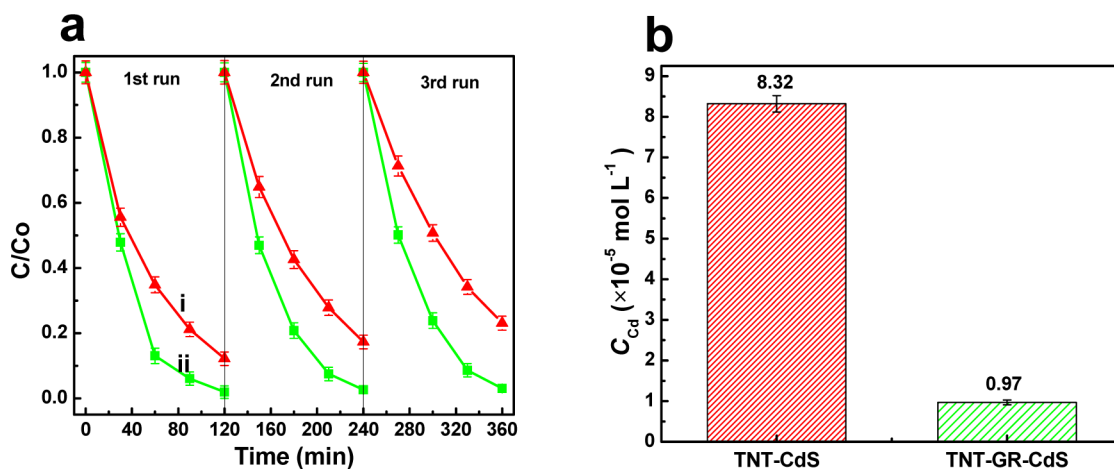 a
1st run
2nd run
3rd run
i
ii
1.0
0.8
0.6
0.4
0.2
0.0
C/Co
0 40 80 120 160 200 240 280 320 360
Time (min)
b
9
8
7
6
5
4
3
2
1
0
C_Cd (×10⁻⁵ mol L⁻¹)
8.32
0.97
TNT-CdS TNT-GR-CdS